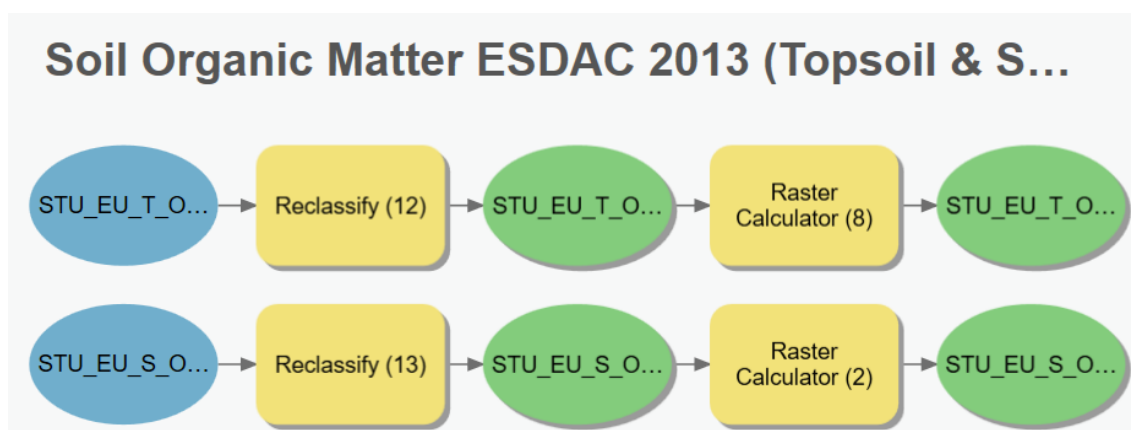 Soil Organic Matter ESDAC 2013 (Topsoil & S...
STU_EU_T_O...
Reclassify (12)
STU_EU_T_O...
Raster
Calculator (8)
STU_EU_T_O...
STU_EU_S_O...
Reclassify (13)
STU_EU_S_O...
Raster
Calculator (2)
STU_EU_S_O...